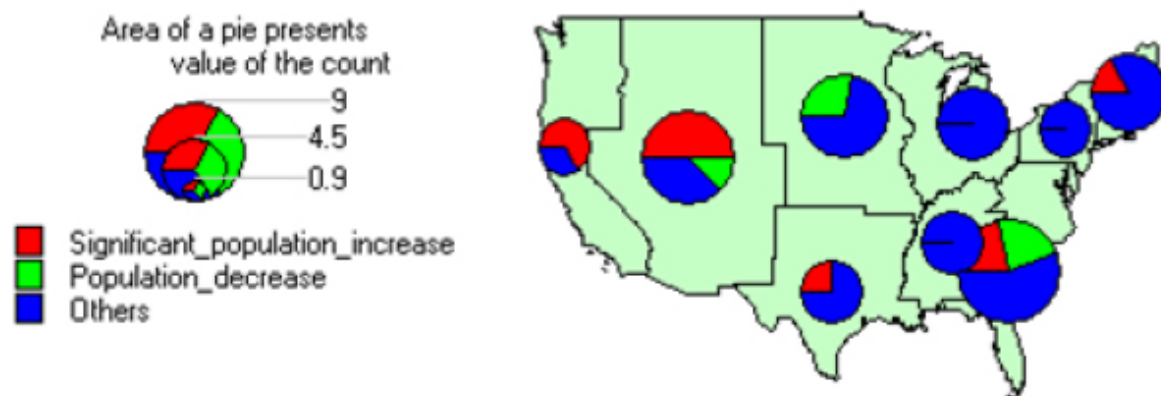 Area of a pie presents
value of the count
9
4.5
0.9
Significant_population_increase
Population_decrease
Others